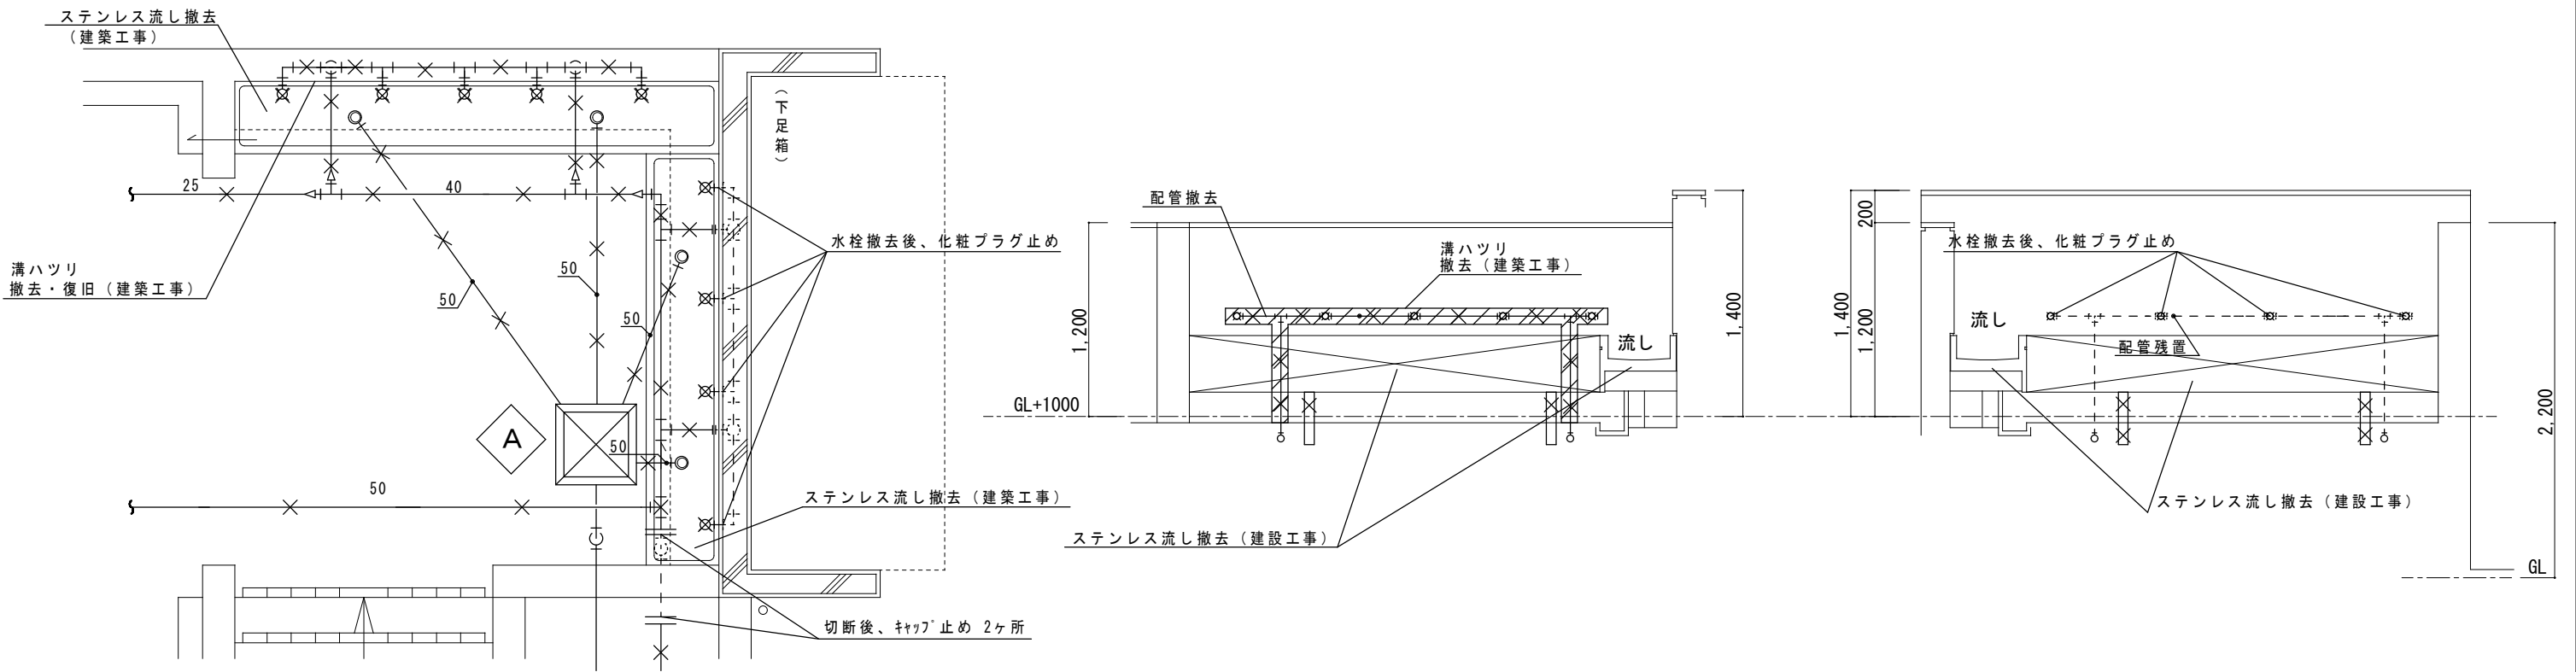 ステンレス流し撤去
（建築工事）
（下足箱）
25
40
溝ハツリ
撤去・復旧（建築工事）
50
50
50
50
50
A
水栓撤去後、化粧プラグ止め
ステンレス流し撤去（建築工事）
切断後、ｷｬｯﾌﾟ止め 2ヶ所
配管撤去
溝ハツリ
撤去（建築工事）
1,200
1,400
流し
GL+1000
ステンレス流し撤去（建設工事）
1,400
200
1,200
水栓撤去後、化粧プラグ止め
流し
配管残置
ステンレス流し撤去（建設工事）
2,200
GL